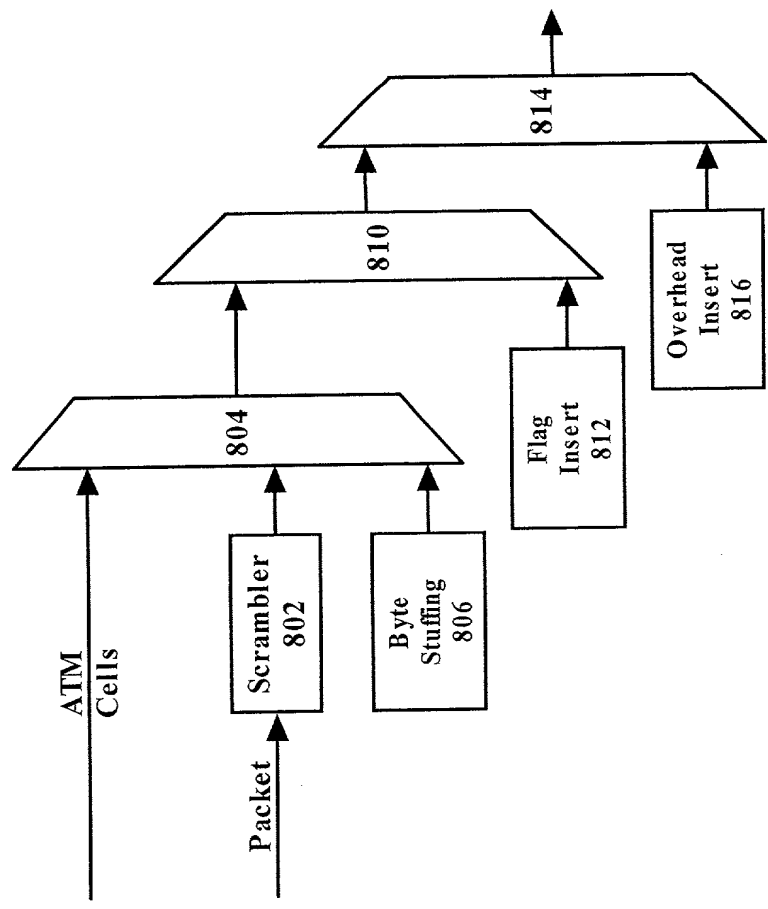 ATM
Cells
Packet
Scrambler
802
Byte
Stuffing
806
804
Flag
Insert
812
810
Overhead
Insert
816
814